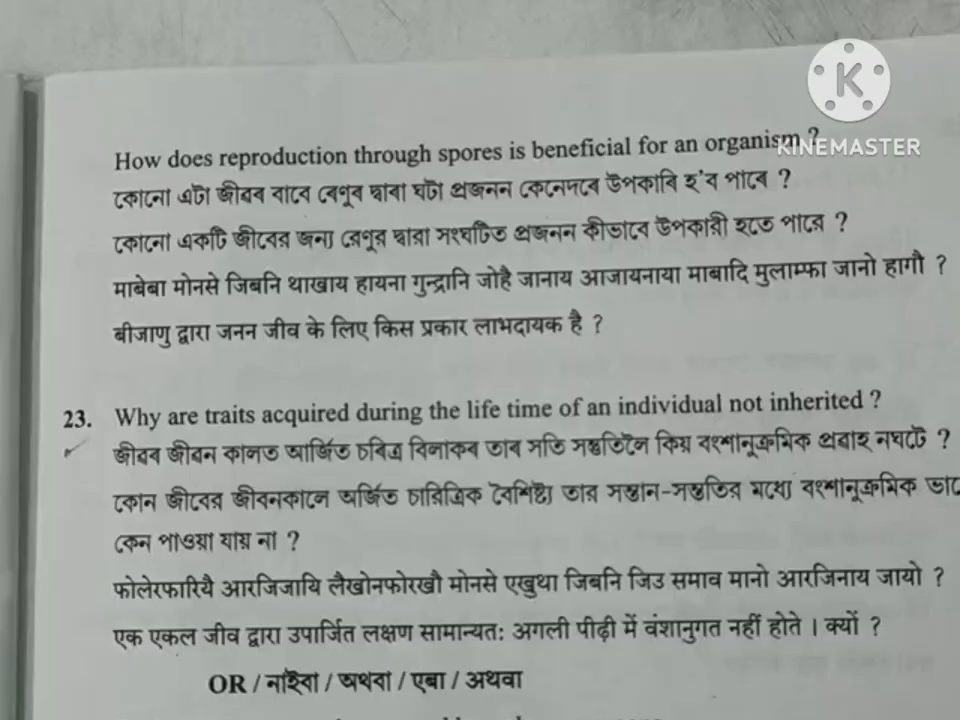 KINEMASTER
How does reproduction through spores is beneficial for an organism ?
কোনো এটা জীৱৰ বাবে ৰেণুৰ দ্বাৰা ঘটা প্ৰজনন কেনেদৰে উপকাৰি হ'ব পাৰে ?
কোনো একটি জীবের জন্য রেণুর দ্বারা সংঘটিত প্রজনন কীভাবে উপকারী হতে পারে ?
माबेबा मोनसे जिबनि थाखाय हायना गुन्द्रानि जोहै जानाय आजायनाया माबादि मुलाम्फा जानो हागौ ?
बीजाणु द्वारा जनन जीव के लिए किस प्रकार लाभदायक है ?
23. Why are traits acquired during the life time of an individual not inherited ?
জীৱৰ জীৱন কালত আৰ্জিত চৰিত্ৰ বিলাকৰ তাৰ সতি সন্ততিলৈ কিয় বংশানুক্ৰমিক প্ৰৱাহ নঘটে ?
কোন জীবের জীবনকালে অর্জিত চারিত্রিক বৈশিষ্ট্য তার সন্তান-সন্ততির মধ্যে বংশানুক্রমিক
কেন পাওয়া যায় না ?
फोलेरफारियै आरजिजायि लैखोनफोरखौ मोनसे एखुथा जिबनि जिउ समाव मानो आरजिनाय जायो ?
एक एकल जीव द्वारा उपार्जित लक्षण सामान्यतः अगली पीढ़ी में वंशानुगत नहीं होते । क्यों ?
OR / নাইবা / অথবা / एबा / अथवा